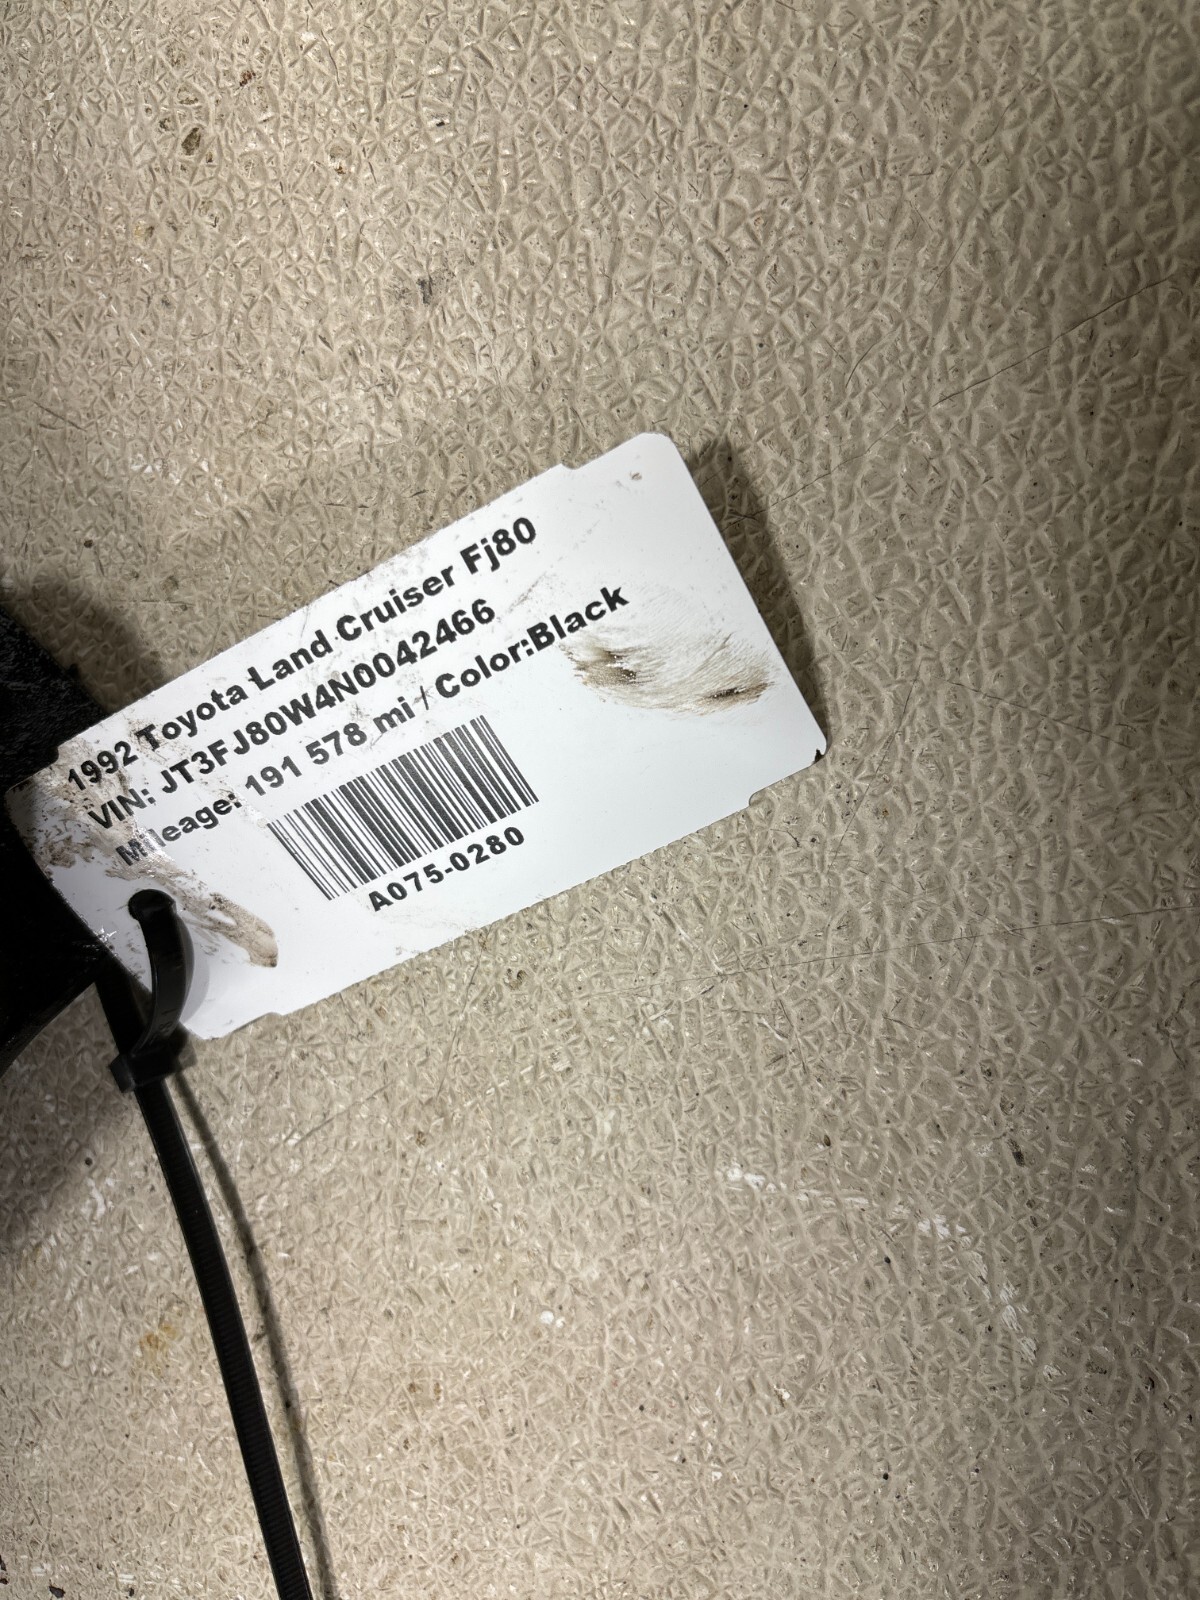 1992 Toyota Land Cruiser Fj80
VIN: JT3FJ80W4N0042466
Mileage: 191 578 mi / Color:Black
A075-0280